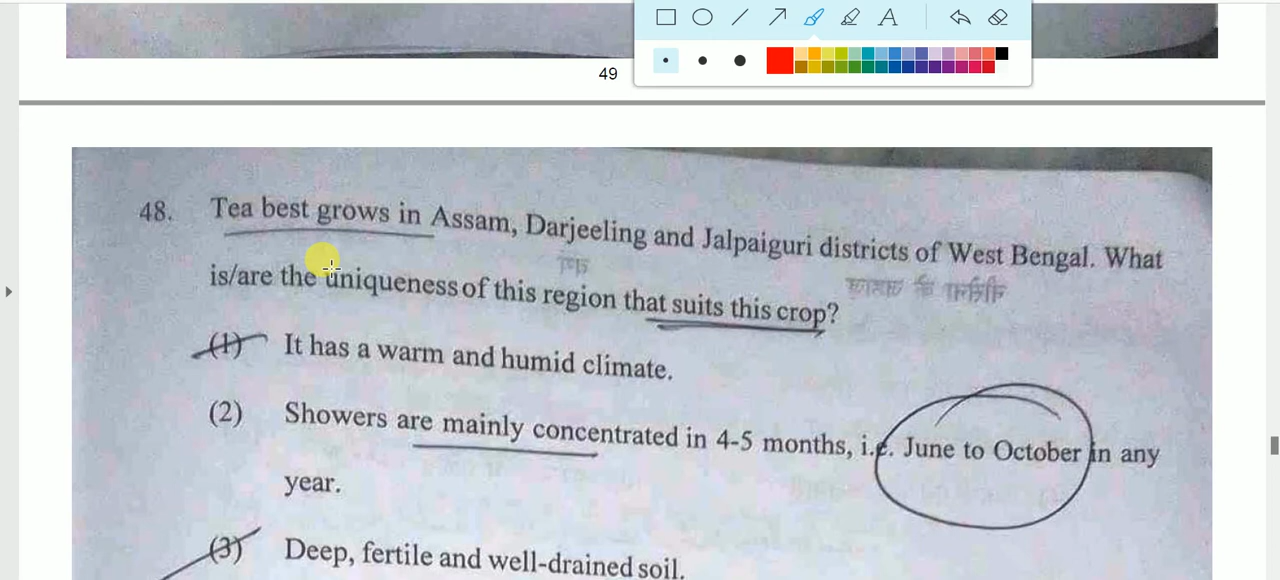 A
49
48. Tea best grows in Assam, Darjeeling and Jalpaiguri districts of West Bengal. What
is/are the uniqueness of this region that suits this crop?
(1) It has a warm and humid climate.
(2) Showers are mainly concentrated in 4-5 months, i.e. June to October in any
year.
(3) Deep, fertile and well-drained soil.